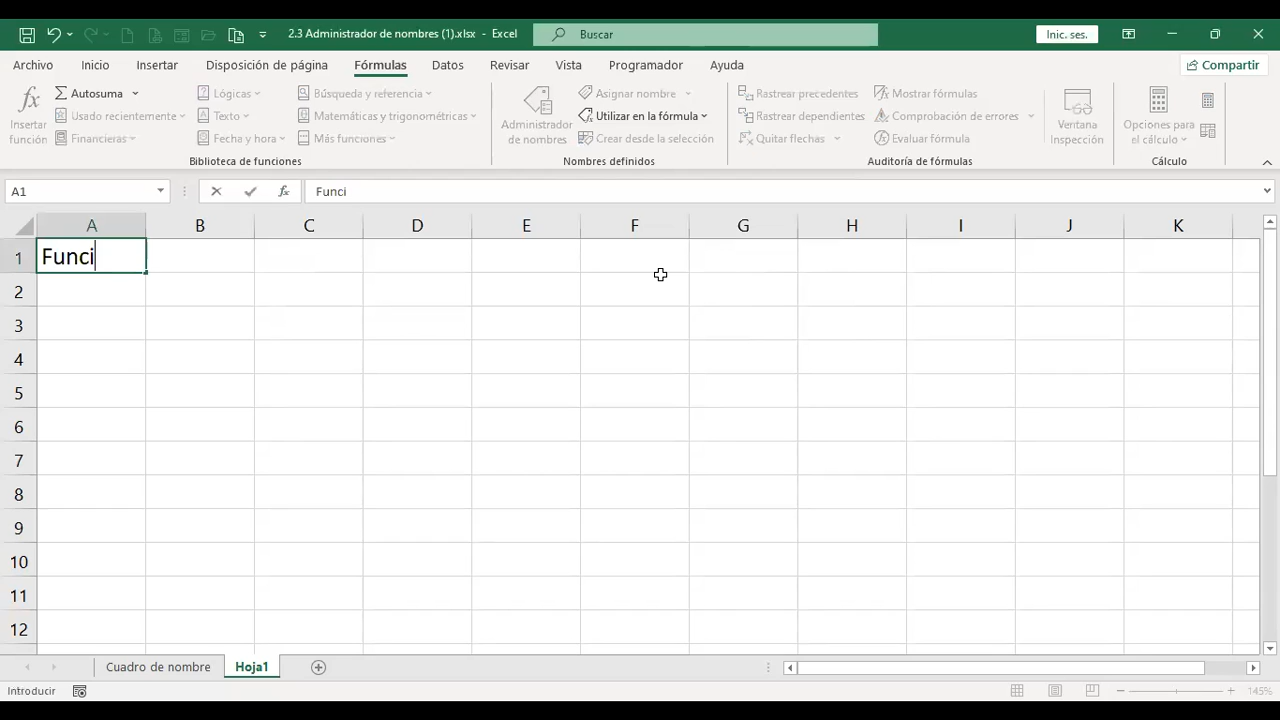 2.3 Administrador de nombres (1).xlsx - Excel
Buscar
Inic. ses.
Archivo Inicio Insertar Disposición de página Fórmulas Datos Revisar Vista Programador Ayuda
Compartir
fx
Insertar función
Σ Autosuma
Usado recientemente
Financieras
Lógicas
Texto
Fecha y hora
Búsqueda y referencia
Matemáticas y trigonométricas
Más funciones
Biblioteca de funciones
Administrador de nombres
Asignar nombre
Utilizar en la fórmula
Crear desde la selección
Nombres definidos
Rastrear precedentes
Rastrear dependientes
Quitar flechas
Mostrar fórmulas
Comprobación de errores
Evaluar fórmula
Ventana Inspección
Auditoría de fórmulas
Opciones para el cálculo
Cálculo
A1
fx
Funci
A B C D E F G H I J K
1 Funci
2
3
4
5
6
7
8
9
10
11
12
Cuadro de nombre Hoja1
Introducir
145%